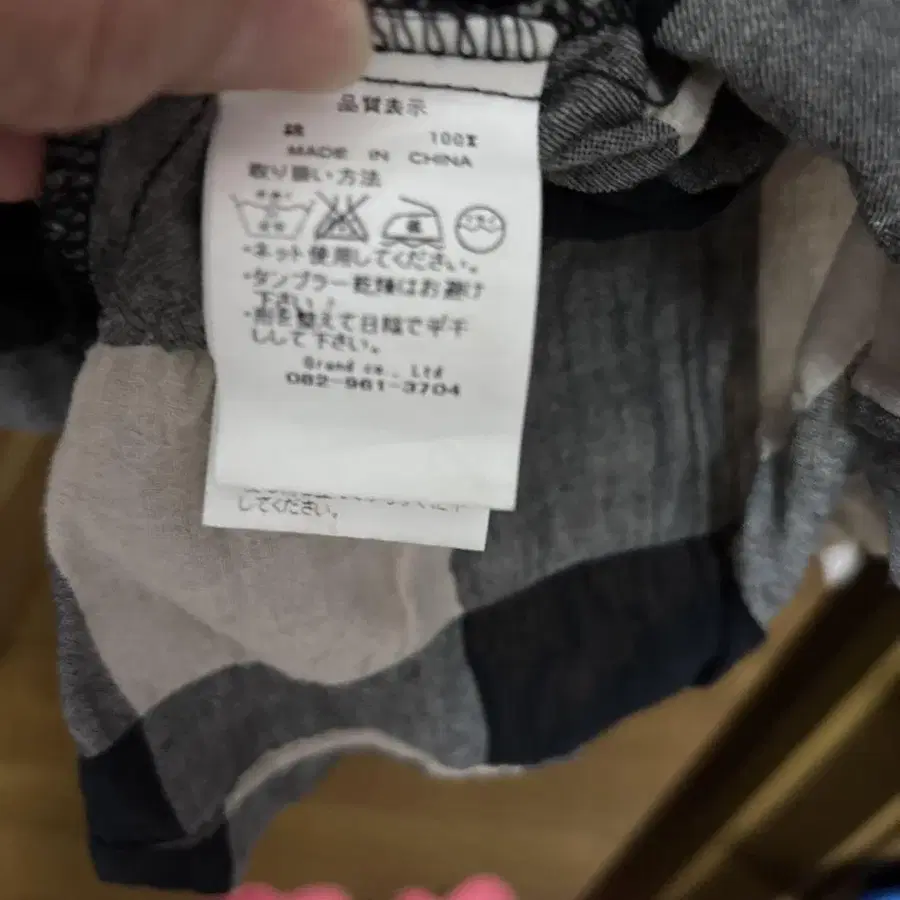 品質表示
綿 100%
MADE IN CHINA
取り扱い方法
・ネット使用してください。
・タンブラー乾燥はお避け
下さい。
・形を整えて日陰で平干
しして下さい。
Grand co., Ltd
082-961-3704
してください。